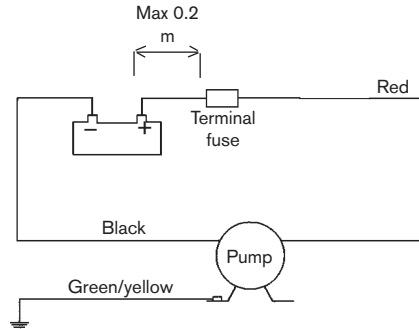 Max 0.2
m
Red
− +
Terminal
fuse
Black
Pump
Green/yellow